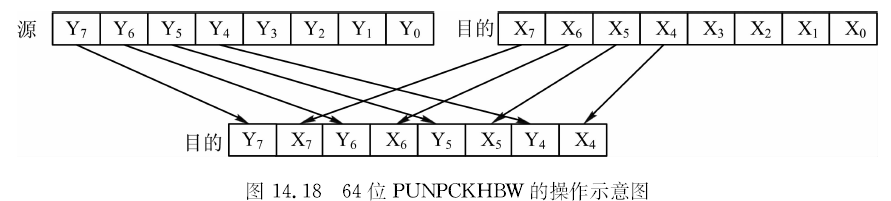 源 Y₇ Y₆ Y₅ Y₄ Y₃ Y₂ Y₁ Y₀ 目的 X₇ X₆ X₅ X₄ X₃ X₂ X₁ X₀
目的 Y₇ X₇ Y₆ X₆ Y₅ X₅ Y₄ X₄
图 14.18 64 位 PUNPCKHBW 的操作示意图